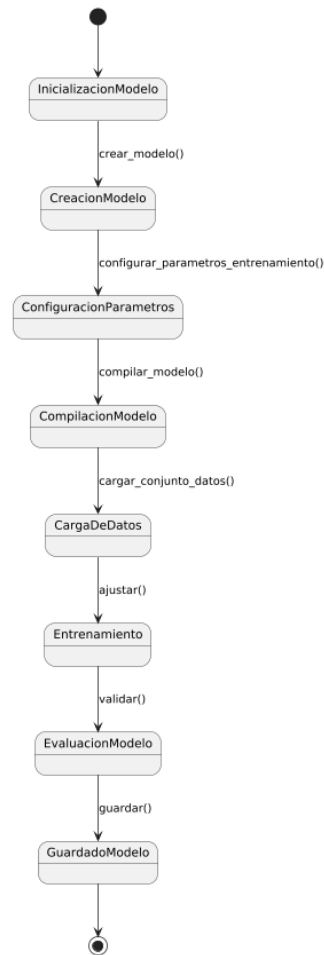 InicializacionModelo
crear_modelo()
CreacionModelo
configurar_parametros_entrenamiento()
ConfiguracionParametros
compilar_modelo()
CompilacionModelo
cargar_conjunto_datos()
CargaDeDatos
ajustar()
Entrenamiento
validar()
EvaluacionModelo
guardar()
GuardadoModelo